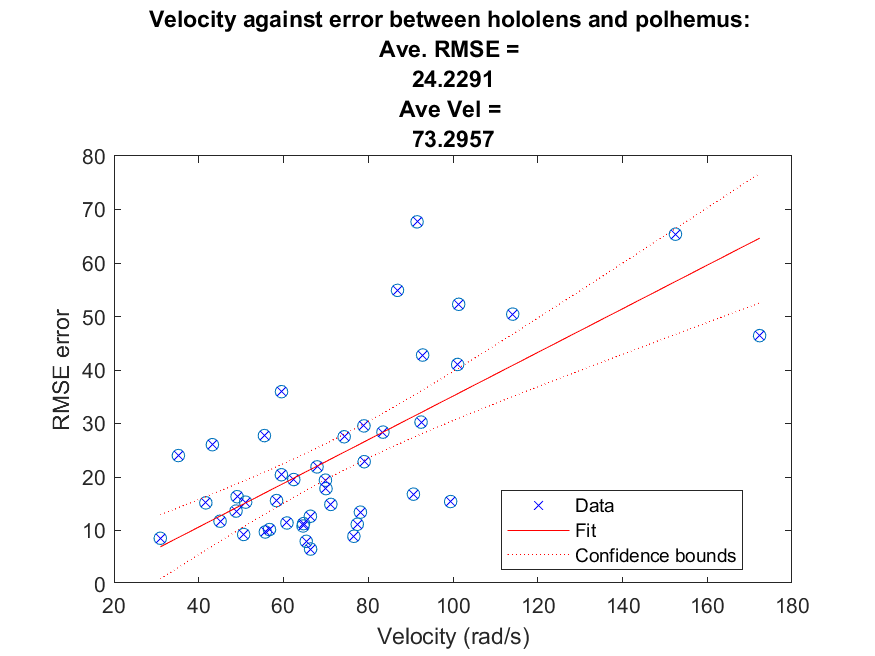 Velocity against error between hololens and polhemus:
Ave. RMSE =
24.2291
Ave Vel =
73.2957
80
70
60
50
40
30
20
10
0
RMSE error
Data
Fit
Confidence bounds
20 40 60 80 100 120 140 160 180
Velocity (rad/s)